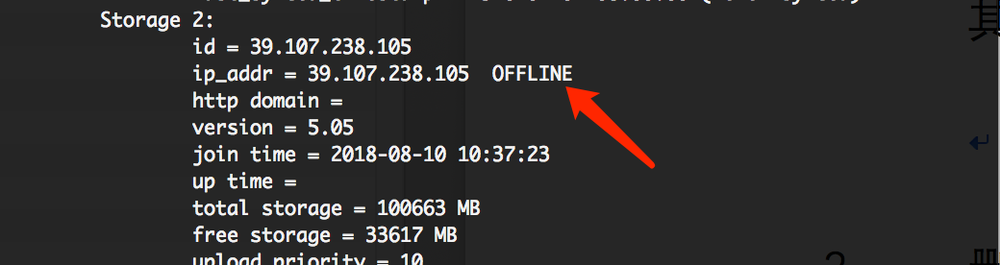 Storage 2:
id = 39.107.238.105
ip_addr = 39.107.238.105  OFFLINE
http domain =
version = 5.05
join time = 2018-08-10 10:37:23
up time =
total storage = 100663 MB
free storage = 33617 MB
upload priority = 10
其